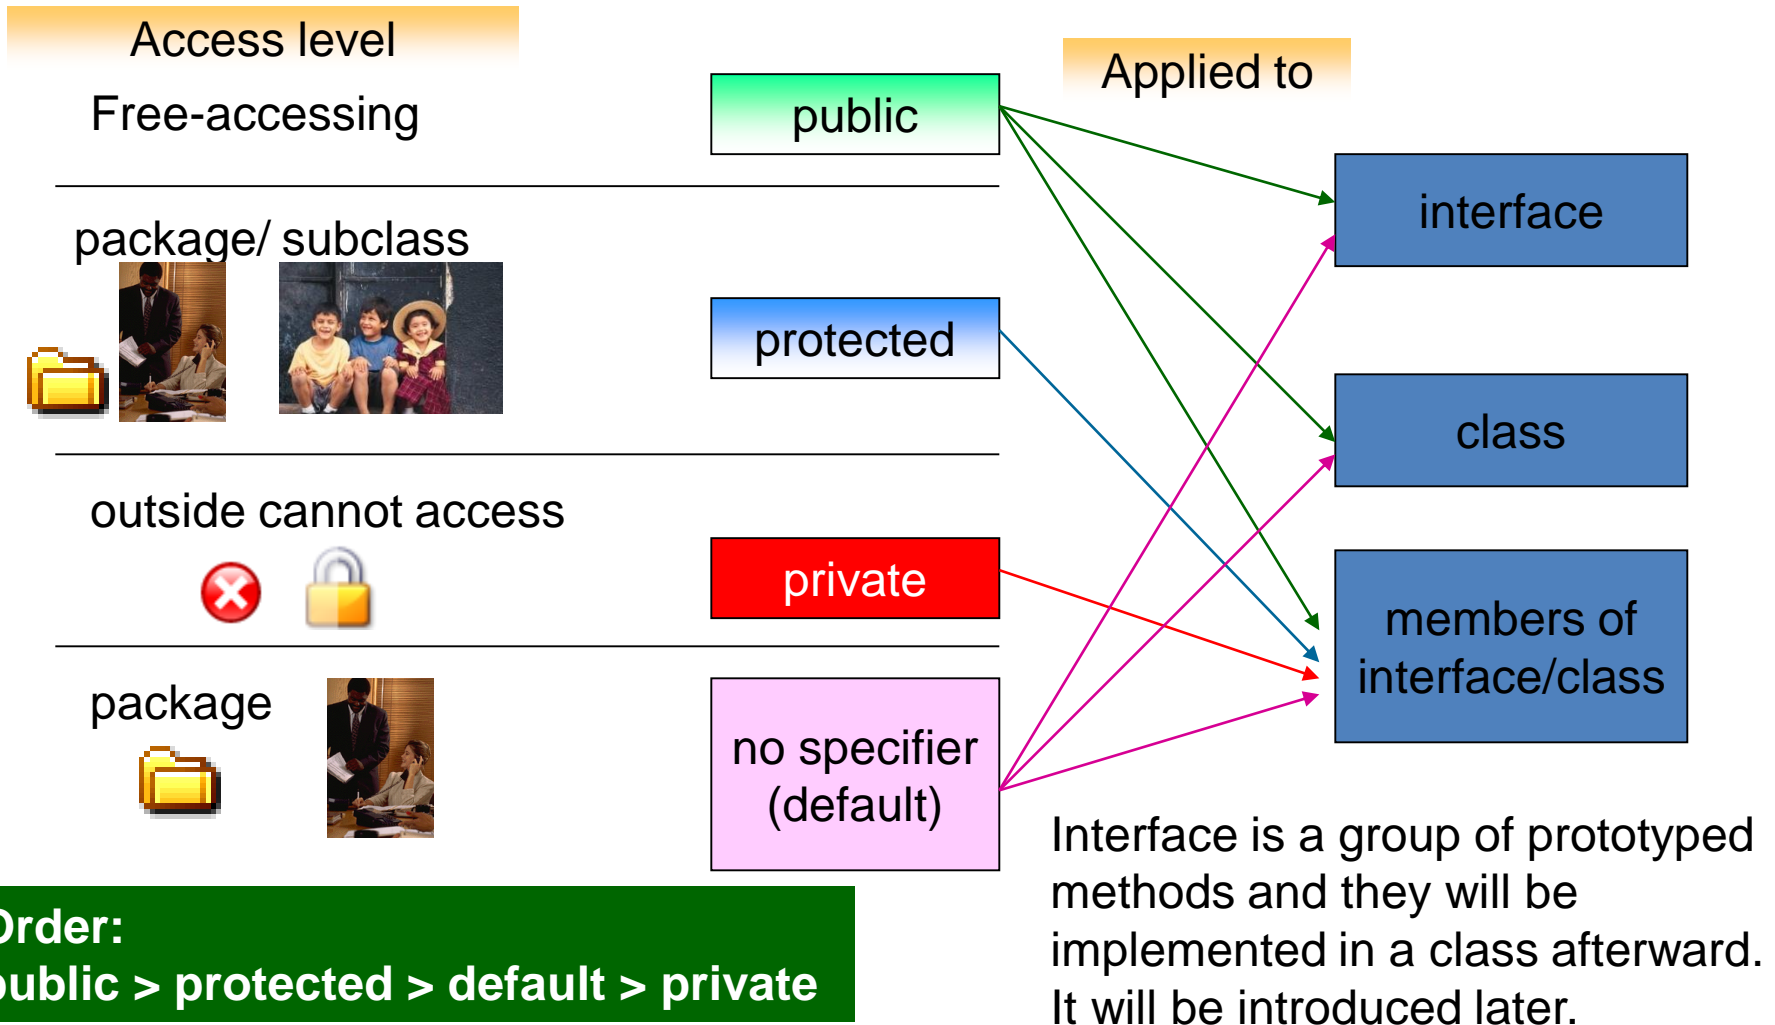 Access level
Applied to
Free-accessing
public
interface
package/ subclass
protected
class
outside cannot access
private
members of
interface/class
package
no specifier
(default)
Interface is a group of prototyped
methods and they will be
implemented in a class afterward.
It will be introduced later.
Order:
public > protected > default > private